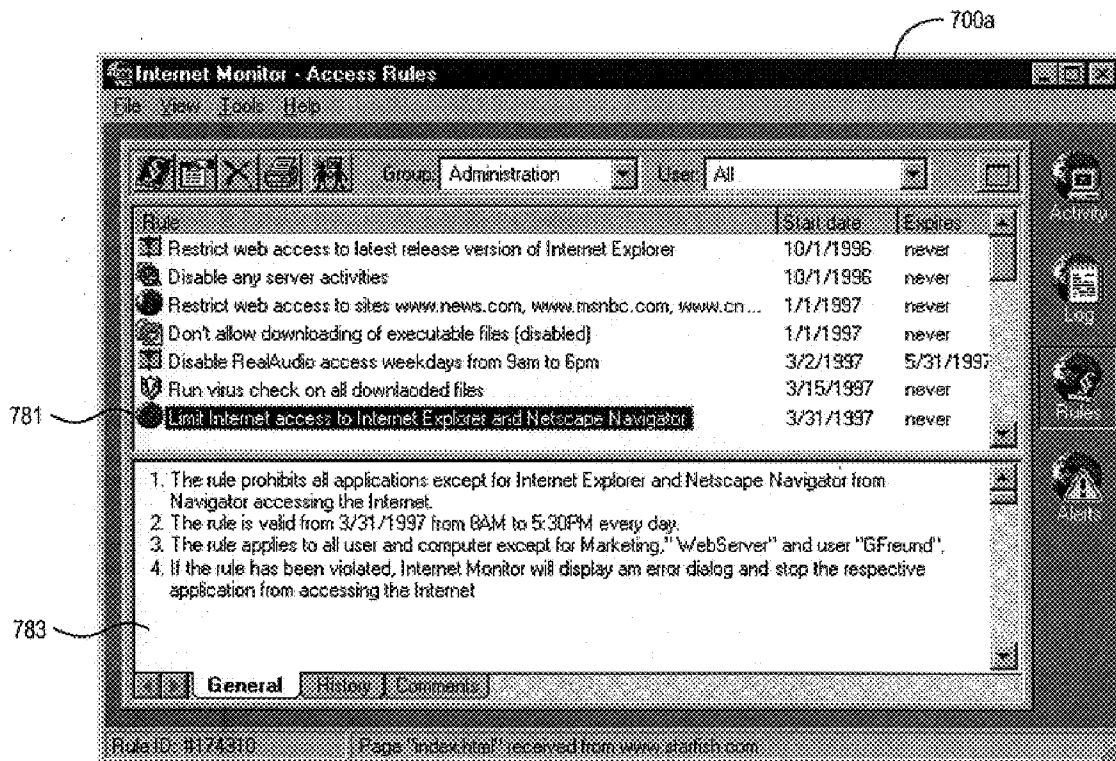 700a
Internet Monitor - Access Rules
File View Tools Help
Group: Administration User: All
Rule Start date Expires
Restrict web access to latest release version of Internet Explorer 10/1/1996 never
Disable any server activities 10/1/1996 never
Restrict web access to sites www.news.com, www.msnbc.com, www.cn... 1/1/1997 never
Don't allow downloading of executable files (disabled) 1/1/1997 never
Disable RealAudio access weekdays from 9am to 6pm 3/2/1997 5/31/1997
Run virus check on all downlaoded files 3/15/1997 never
781
Limit Internet access to Internet Explorer and Netscape Navigator 3/31/1997 never
Activity
Log
Rules
Alerts
1. The rule prohibits all applications except for Internet Explorer and Netscape Navigator from
Navigator accessing the Internet.
2. The rule is valid from 3/31/1997 from 8AM to 5:30PM every day.
3. The rule applies to all user and computer except for Marketing," WebServer" and user "GFreund".
4. If the rule has been violated, Internet Monitor will display am error dialog and stop the respective
application from accessing the Internet
783
General History Comments
Rule ID: #174310 Page "index.html" received from www.starfish.com